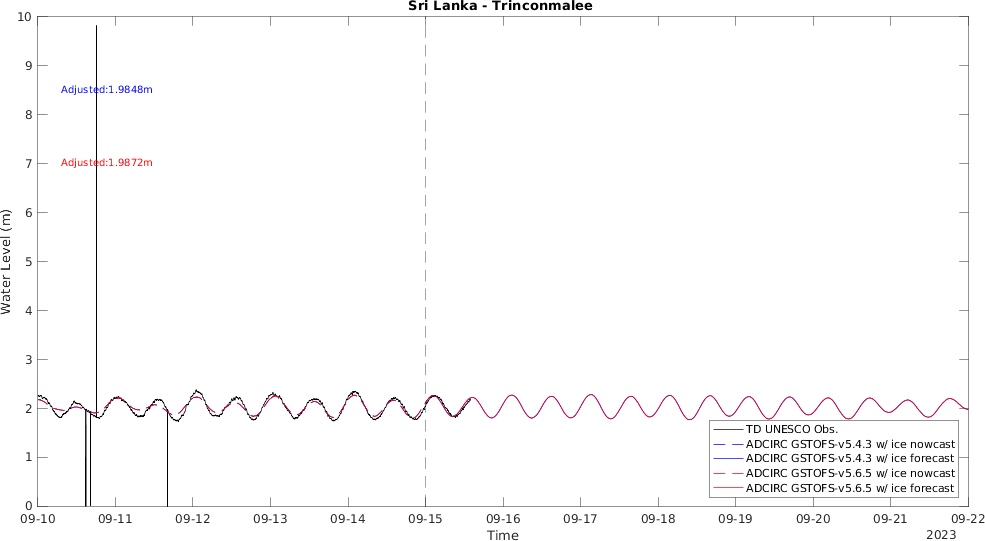 Sri Lanka - Trinconmalee
10
9
8
7
6
5
4
3
2
1
0
Water Level (m)
Adjusted:1.9848m
Adjusted:1.9872m
TD UNESCO Obs.
ADCIRC GSTOFS-v5.4.3 w/ ice nowcast
ADCIRC GSTOFS-v5.4.3 w/ ice forecast
ADCIRC GSTOFS-v5.6.5 w/ ice nowcast
ADCIRC GSTOFS-v5.6.5 w/ ice forecast
09-10 09-11 09-12 09-13 09-14 09-15 09-16 09-17 09-18 09-19 09-20 09-21 09-22
Time
2023